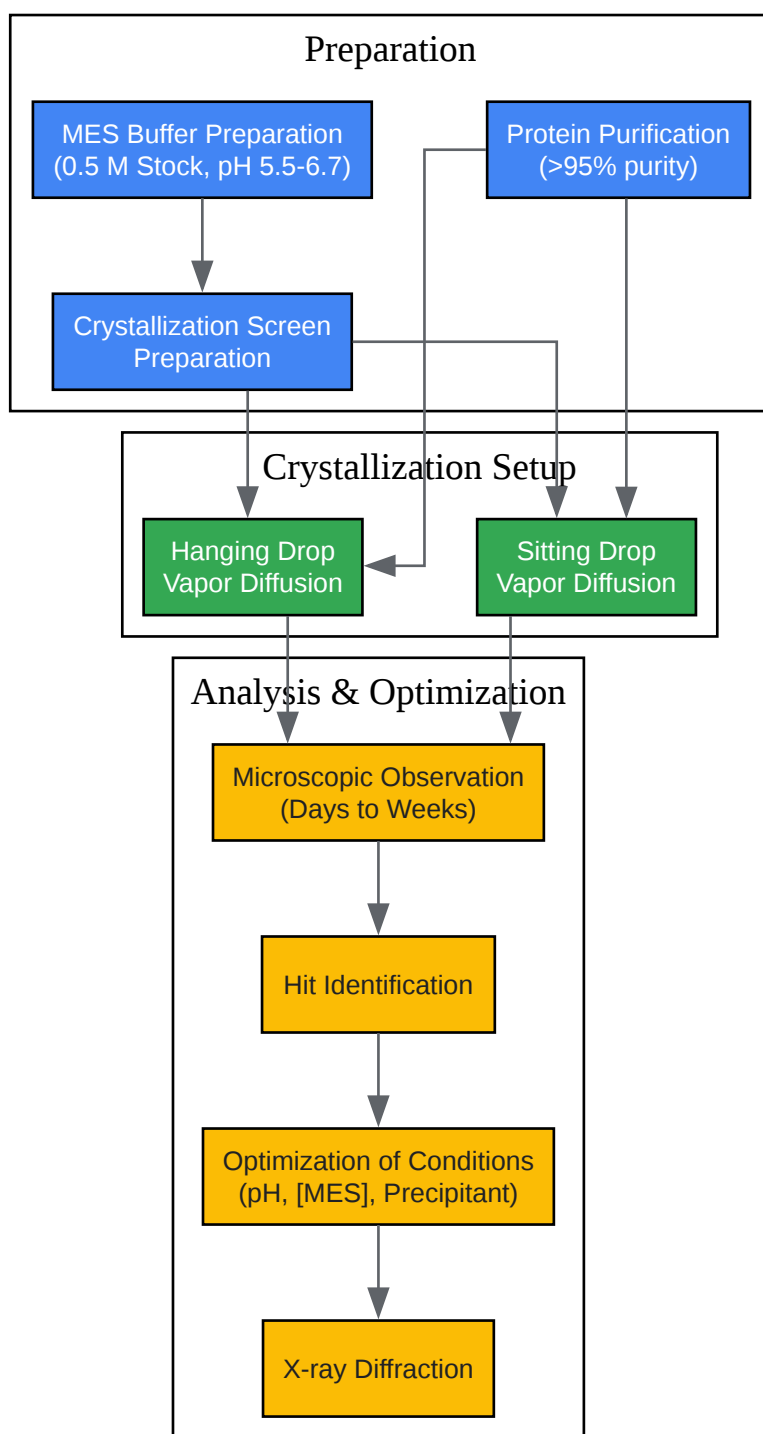 Preparation
MES Buffer Preparation
(0.5 M Stock, pH 5.5-6.7)
Protein Purification
(>95% purity)
Crystallization Screen
Preparation
Crystallization Setup
Hanging Drop
Vapor Diffusion
Sitting Drop
Vapor Diffusion
Analysis & Optimization
Microscopic Observation
(Days to Weeks)
Hit Identification
Optimization of Conditions
(pH, [MES], Precipitant)
X-ray Diffraction